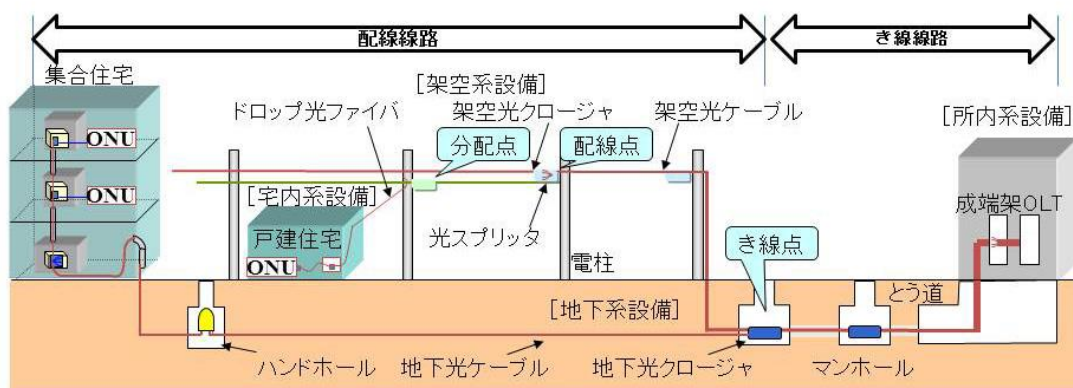 配線線路
き線線路
集合住宅
[架空系設備]
ドロップ光ファイバ
架空光クロージャ
架空光ケーブル
[所内系設備]
ONU
分配点
配線点
ONU
[宅内系設備]
戸建住宅
光スプリッタ
成端架OLT
ONU
電柱
き線点
とう道
[地下系設備]
ハンドホール
地下光ケーブル
地下光クロージャ
マンホール